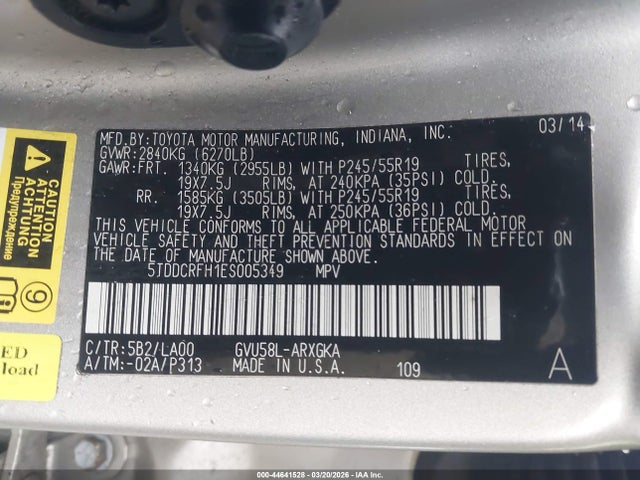 MFD.BY:TOYOTA MOTOR MANUFACTURING, INDIANA, INC. 03/14
GVWR:2840KG (6270LB)
GAWR:FRT. 1340KG (2955LB) WITH P245/55R19 TIRES,
19X7.5J RIMS, AT 240KPA (35PSI) COLD.
RR. 1585KG (3505LB) WITH P245/55R19 TIRES,
19X7.5J RIMS, AT 250KPA (36PSI) COLD.
THIS VEHICLE CONFORMS TO ALL APPLICABLE FEDERAL MOTOR
VEHICLE SAFETY AND THEFT PREVENTION STANDARDS IN EFFECT ON
THE DATE OF MANUFACTURE SHOWN ABOVE.
5TDDCRFH1ES005349 MPV
C/TR:5B2/LA00 GVU58L-ARXGKA
A/TM:-02A/P313 MADE IN U.S.A. 109 A
CAUTION
ATTENTION
ACHTUNG
Предупреждение
9
ED
load
000-44641528 - 03/20/2026 - IAAI.com